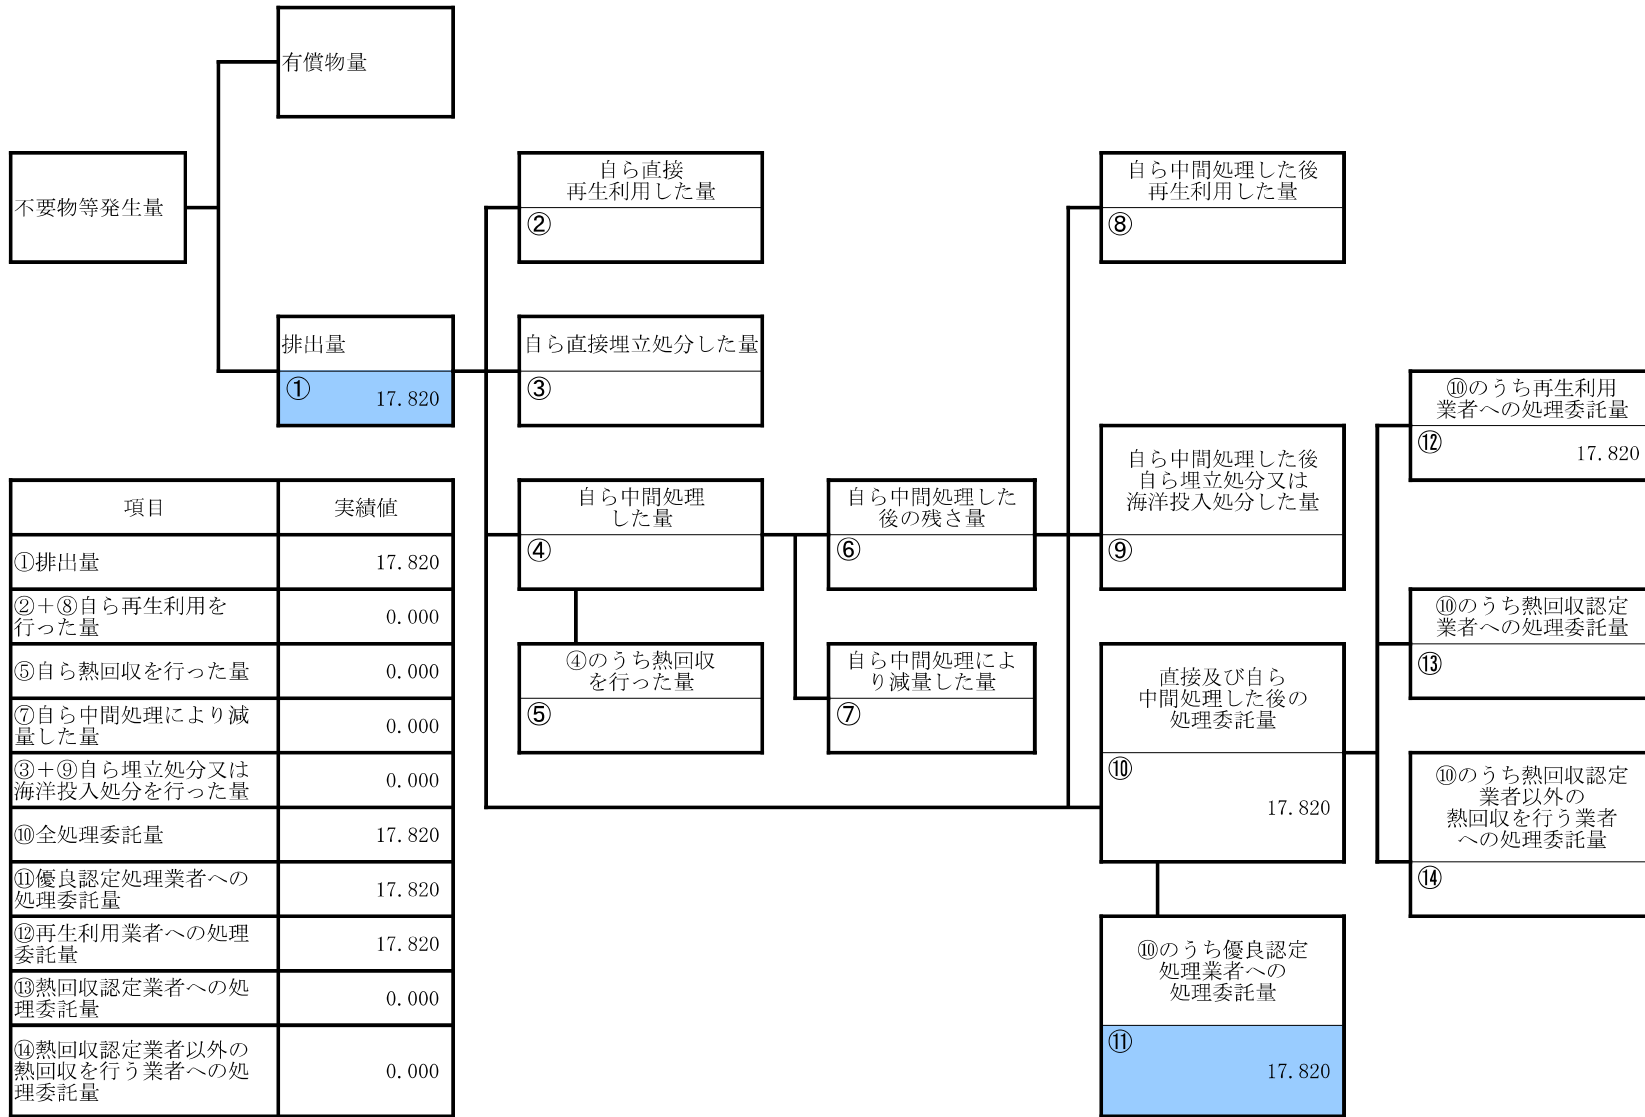 有償物量
不要物等発生量
排出量
①
17.820
自ら直接
再生利用した量
②
自ら直接埋立処分した量
③
自ら中間処理
した量
④
④のうち熱回収
を行った量
⑤
自ら中間処理した
後の残さ量
⑥
自ら中間処理によ
り減量した量
⑦
自ら中間処理した後
再生利用した量
⑧
自ら中間処理した後
自ら埋立処分又は
海洋投入処分した量
⑨
直接及び自ら
中間処理した後の
処理委託量
⑩
17.820
⑩のうち優良認定
処理業者への
処理委託量
⑪
17.820
⑩のうち再生利用
業者への処理委託量
⑫
17.820
⑩のうち熱回収認定
業者への処理委託量
⑬
⑩のうち熱回収認定
業者以外の
熱回収を行う業者
への処理委託量
⑭
項目 実績値
①排出量 17.820
②＋⑧自ら再生利用を
行った量 0.000
⑤自ら熱回収を行った量 0.000
⑦自ら中間処理により減
量した量 0.000
③＋⑨自ら埋立処分又は
海洋投入処分を行った量 0.000
⑩全処理委託量 17.820
⑪優良認定処理業者への
処理委託量 17.820
⑫再生利用業者への処理
委託量 17.820
⑬熱回収認定業者への処
理委託量 0.000
⑭熱回収認定業者以外の
熱回収を行う業者への処
理委託量 0.000